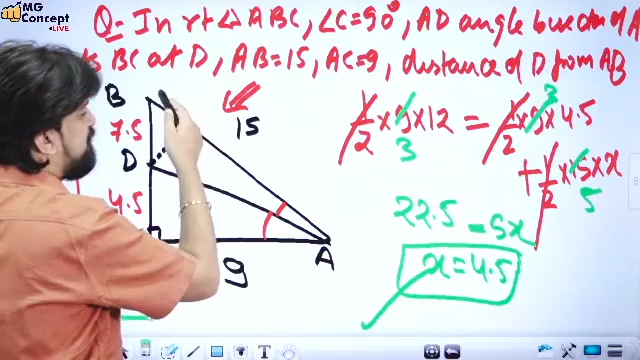 MG
Concept
.LIVE
Q- In rt △ ABC, ∠C=90°, AD angle of A
BC at D, AB=15, AC=9, distance of D from AB
B
7.5
15
D
4.5
9
A
1/2 × 9 × 12 = 1/2 × 9 × 4.5
3
3
+ 1/2 × 15 × x
5
22.5 = 5x
x = 4.5
T